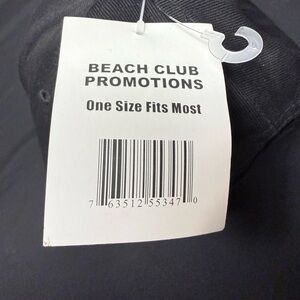 BEACH CLUB
PROMOTIONS
One Size Fits Most
7 63512 55347 0